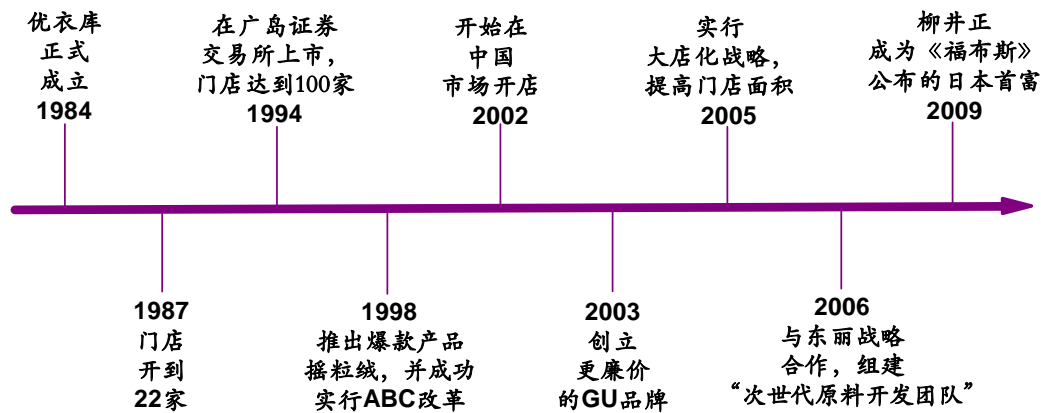 优衣库
正式
成立
1984
在广岛证券
交易所上市，
门店达到100家
1994
开始在
中国
市场开店
2002
实行
大店化战略，
提高门店面积
2005
柳井正
成为《福布斯》
公布的日本首富
2009
1987
门店
开到
22家
1998
推出爆款产品
摇粒绒，并成功
实行ABC改革
2003
创立
更廉价
的GU品牌
2006
与东丽战略
合作，组建
“次世代原料开发团队”